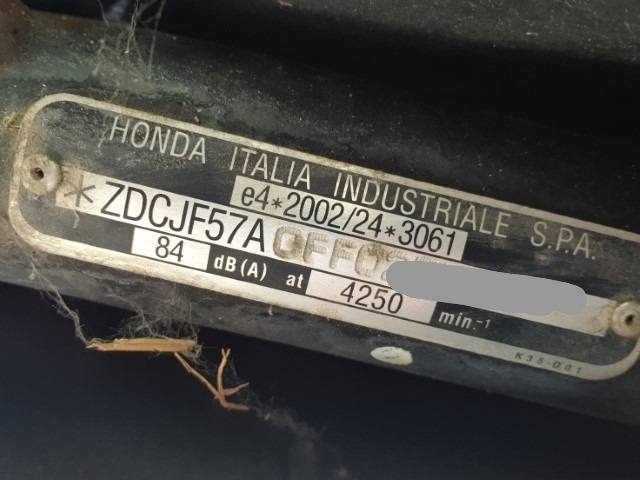 HONDA ITALIA INDUSTRIALE S.P.A.
e4*2002/24*3061
*ZDCJF57A0FF0
84 dB(A) at 4250 min.-1
K35-D01